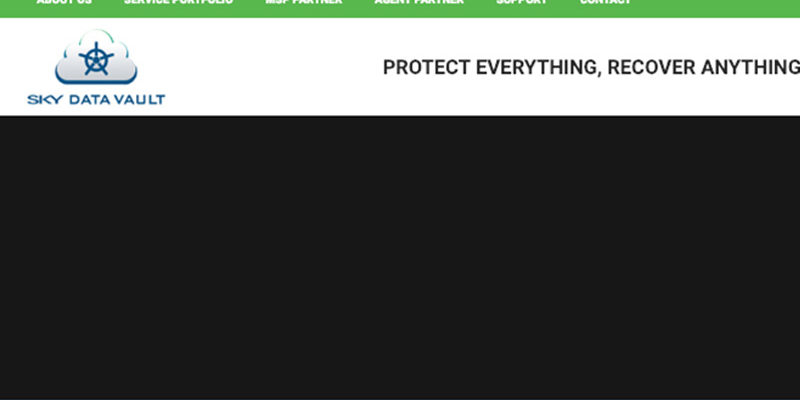 ABOUT US SERVICE PORTFOLIO MSP PARTNER AGENT PARTNER SUPPORT CONTACT
SKY DATA VAULT
PROTECT EVERYTHING, RECOVER ANYTHING